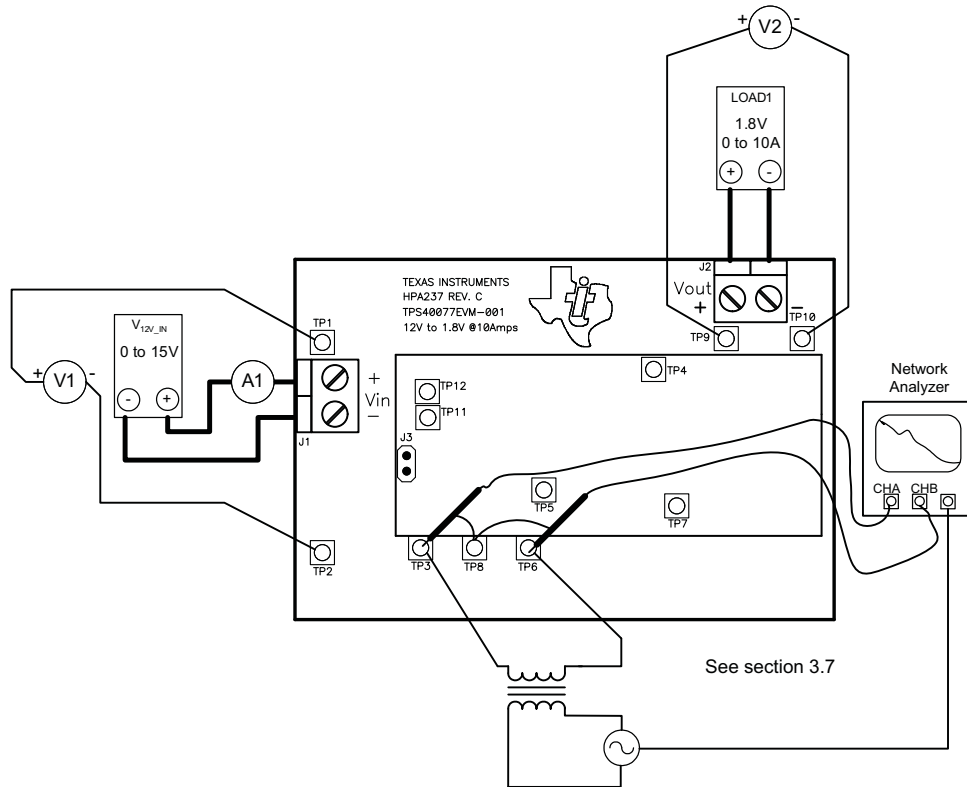 + V2 -
LOAD1
1.8V
0 to 10A
+ -
TEXAS INSTRUMENTS
HPA237 REV. C
TPS40077EVM-001
12V to 1.8V @10Amps
J2
Vout
+ -
TP9
TP10
TP1
V12V_IN
0 to 15V
- +
+ V1 -
A1
+
Vin
-
J1
TP12
TP11
J3
TP4
TP5
TP7
TP2
TP3
TP8
TP6
Network
Analyzer
CHA CHB
See section 3.7